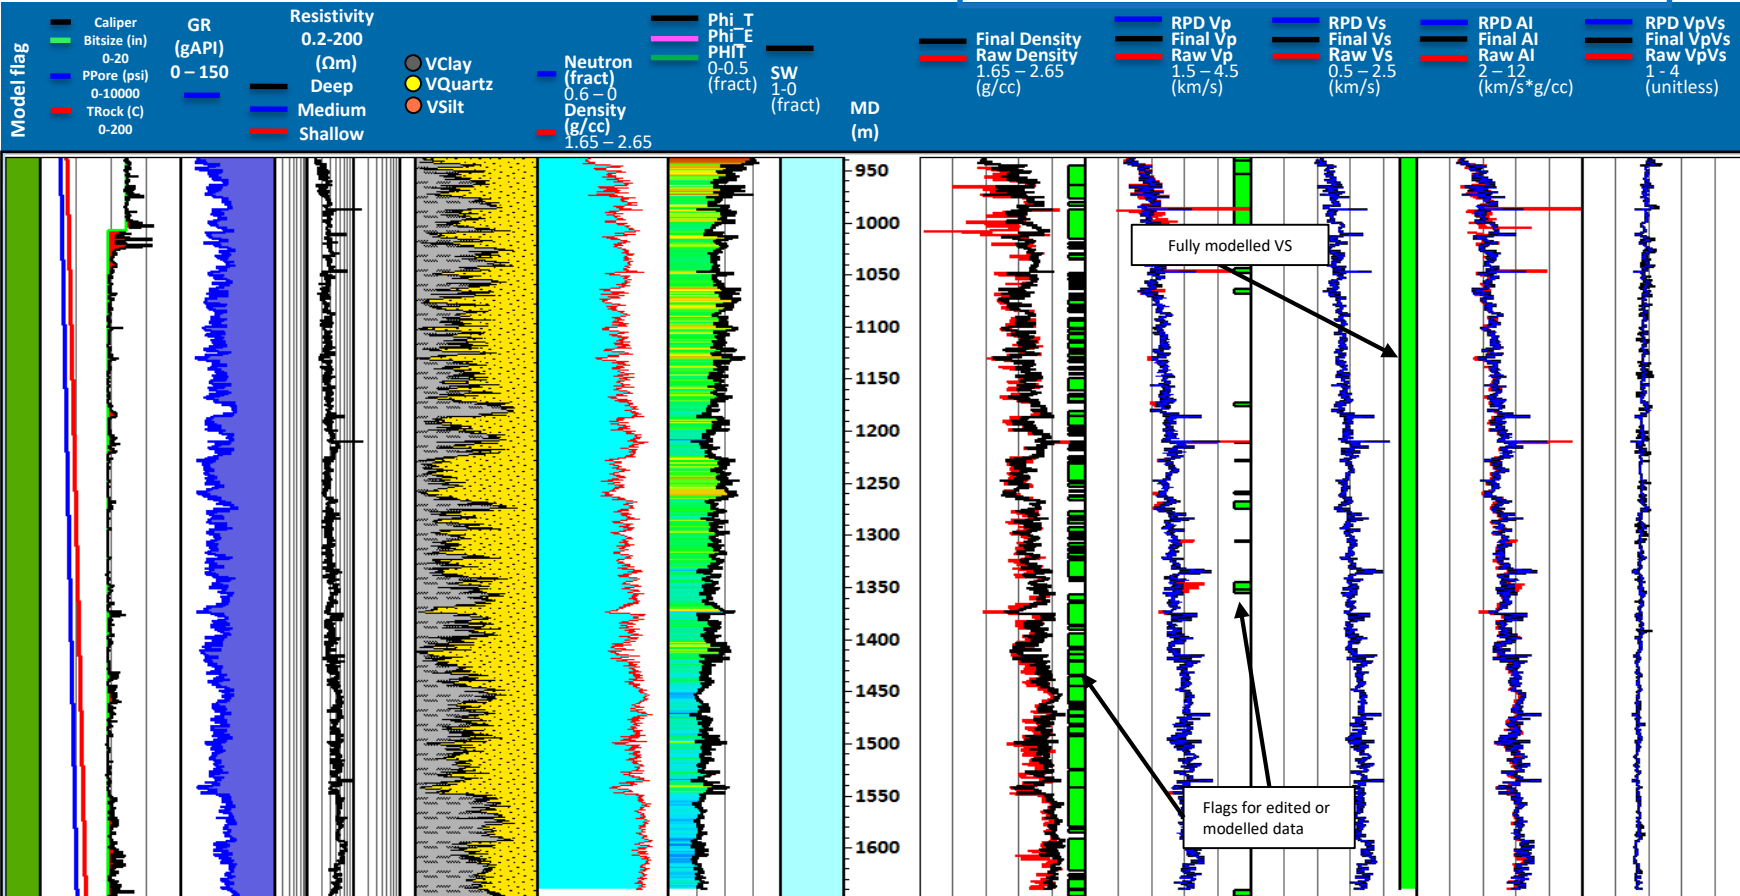 Model flag
Caliper
Bitsize (in)
0-20
PPore (psi)
0-10000
TRock (C)
0-200
GR
(gAPI)
0 – 150
Resistivity
0.2-200
(Ωm)
Deep
Medium
Shallow
VClay
VQuartz
VSilt
Neutron
(fract)
0.6 – 0
Density
(g/cc)
1.65 – 2.65
Phi_T
Phi_E
PHIT
0-0.5
(fract)
SW
1-0
(fract)
MD
(m)
Final Density
Raw Density
1.65 – 2.65
(g/cc)
RPD Vp
Final Vp
Raw Vp
1.5 – 4.5
(km/s)
RPD Vs
Final Vs
Raw Vs
0.5 – 2.5
(km/s)
RPD AI
Final AI
Raw AI
2 – 12
(km/s*g/cc)
RPD VpVs
Final VpVs
Raw VpVs
1 - 4
(unitless)
950
1000
1050
1100
1150
1200
1250
1300
1350
1400
1450
1500
1550
1600
Fully modelled VS
Flags for edited or
modelled data